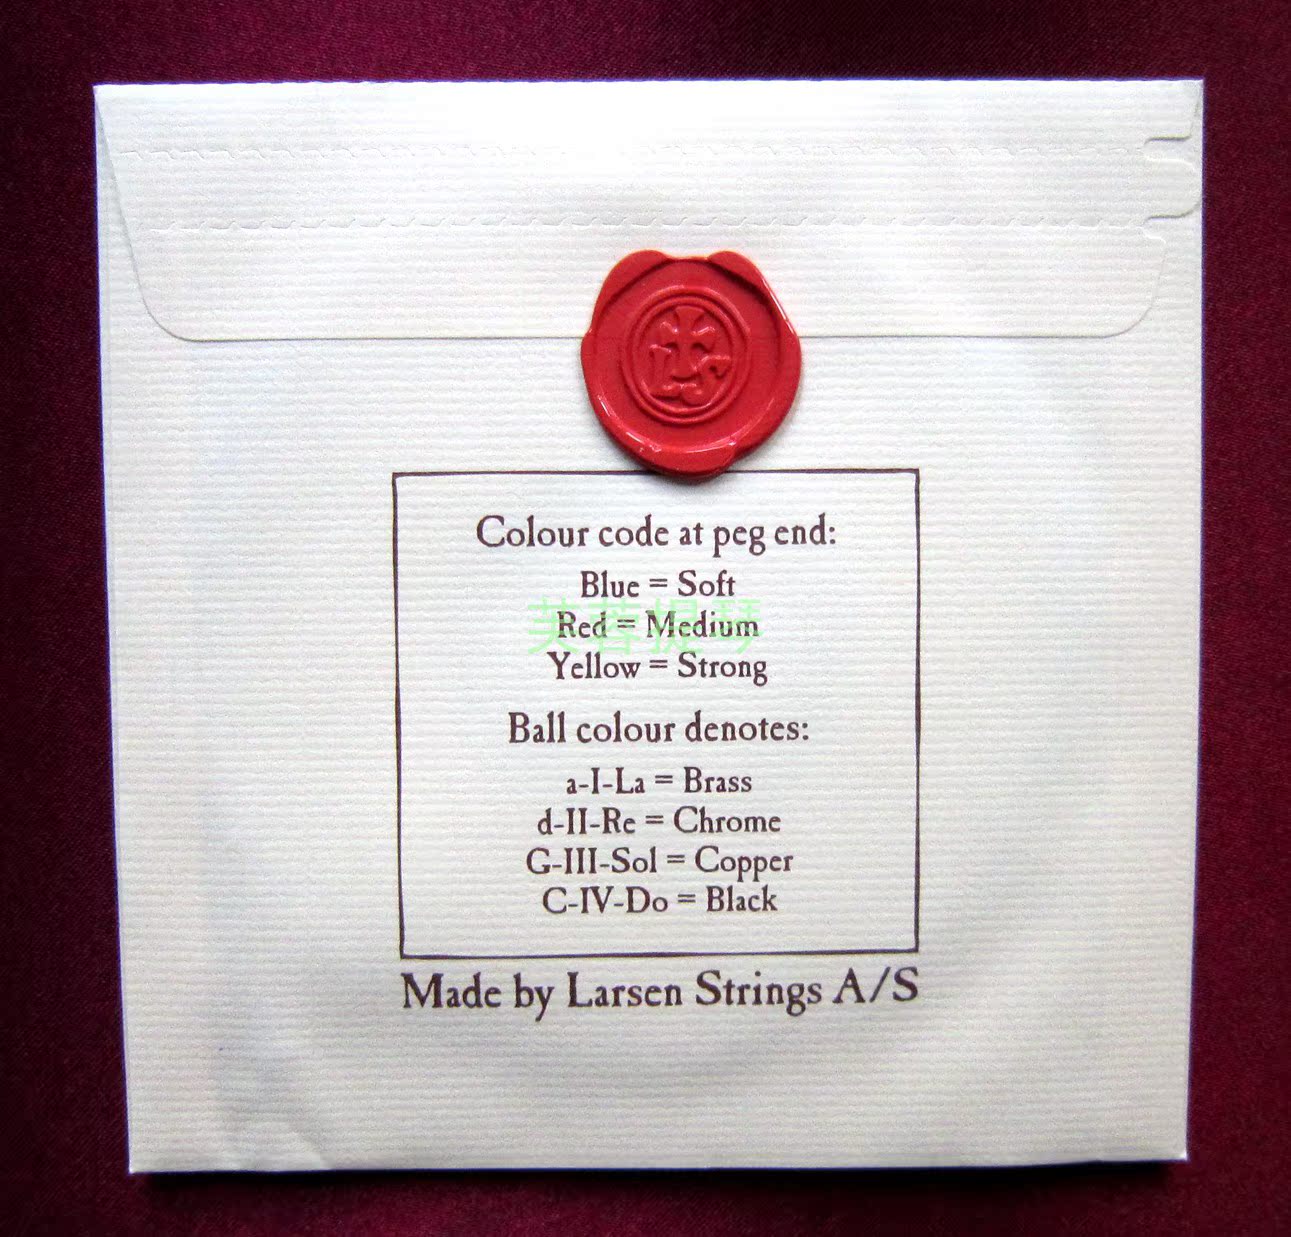 LS
Colour code at peg end:
Blue = Soft
芙蓉提琴
Red = Medium
Yellow = Strong
Ball colour denotes:
a-I-La = Brass
d-II-Re = Chrome
G-III-Sol = Copper
C-IV-Do = Black
Made by Larsen Strings A/S